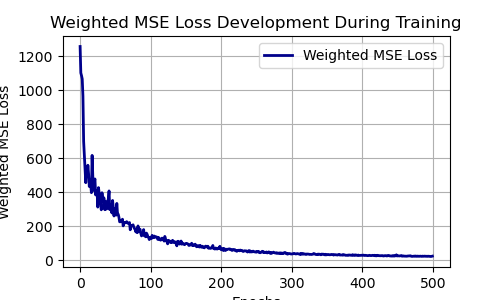 Weighted MSE Loss Development During Training
Weighted MSE Loss
Weighted MSE Loss
1200
1000
800
600
400
200
0
0 100 200 300 400 500
Epochs